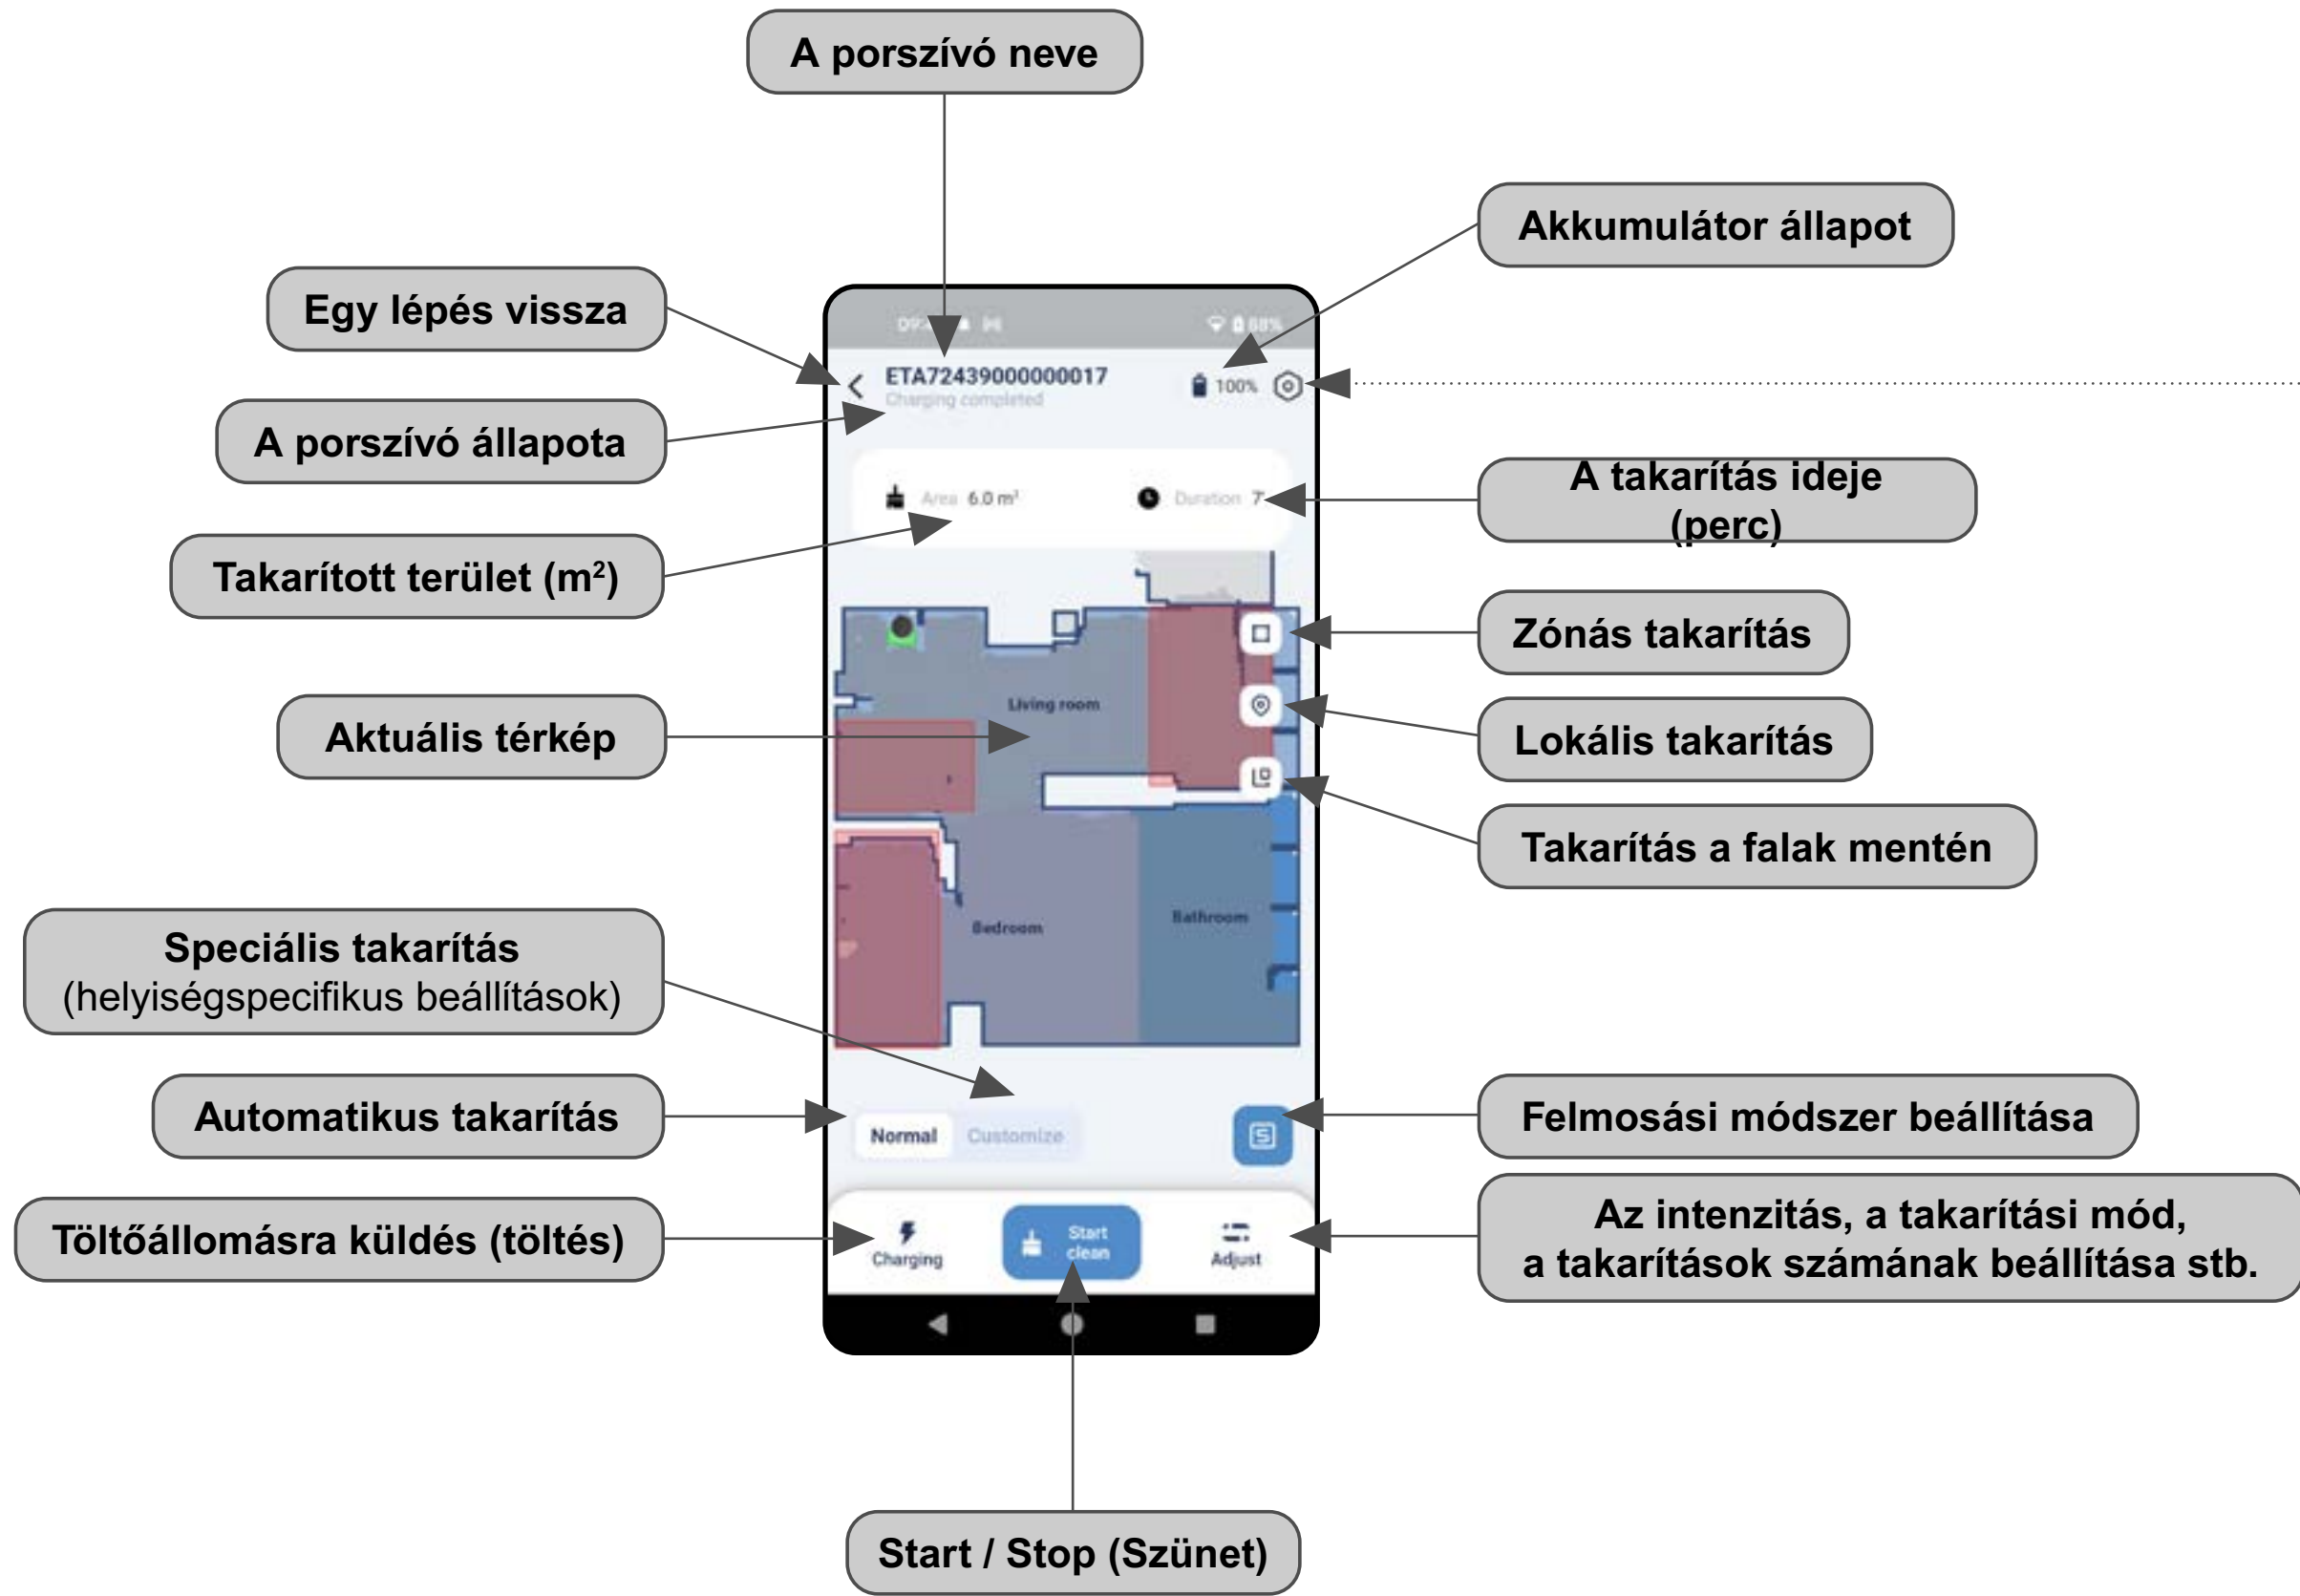 A porszívó neve
Akkumulátor állapot
Egy lépés vissza
88%
ETA72439000000017
100%
Charging completed
A porszívó állapota
A takarítás ideje
(perc)
Area 6.0 m²
Duration 7'
Takarított terület (m²)
Zónás takarítás
Living room
Lokális takarítás
Aktuális térkép
Takarítás a falak mentén
Bathroom
Bedroom
Speciális takarítás
(helyiségspecifikus beállítások)
Automatikus takarítás
Normal
Customize
Felmosási módszer beállítása
Töltőállomásra küldés (töltés)
Charging
Start
clean
Adjust
Az intenzitás, a takarítási mód,
a takarítások számának beállítása stb.
Start / Stop (Szünet)